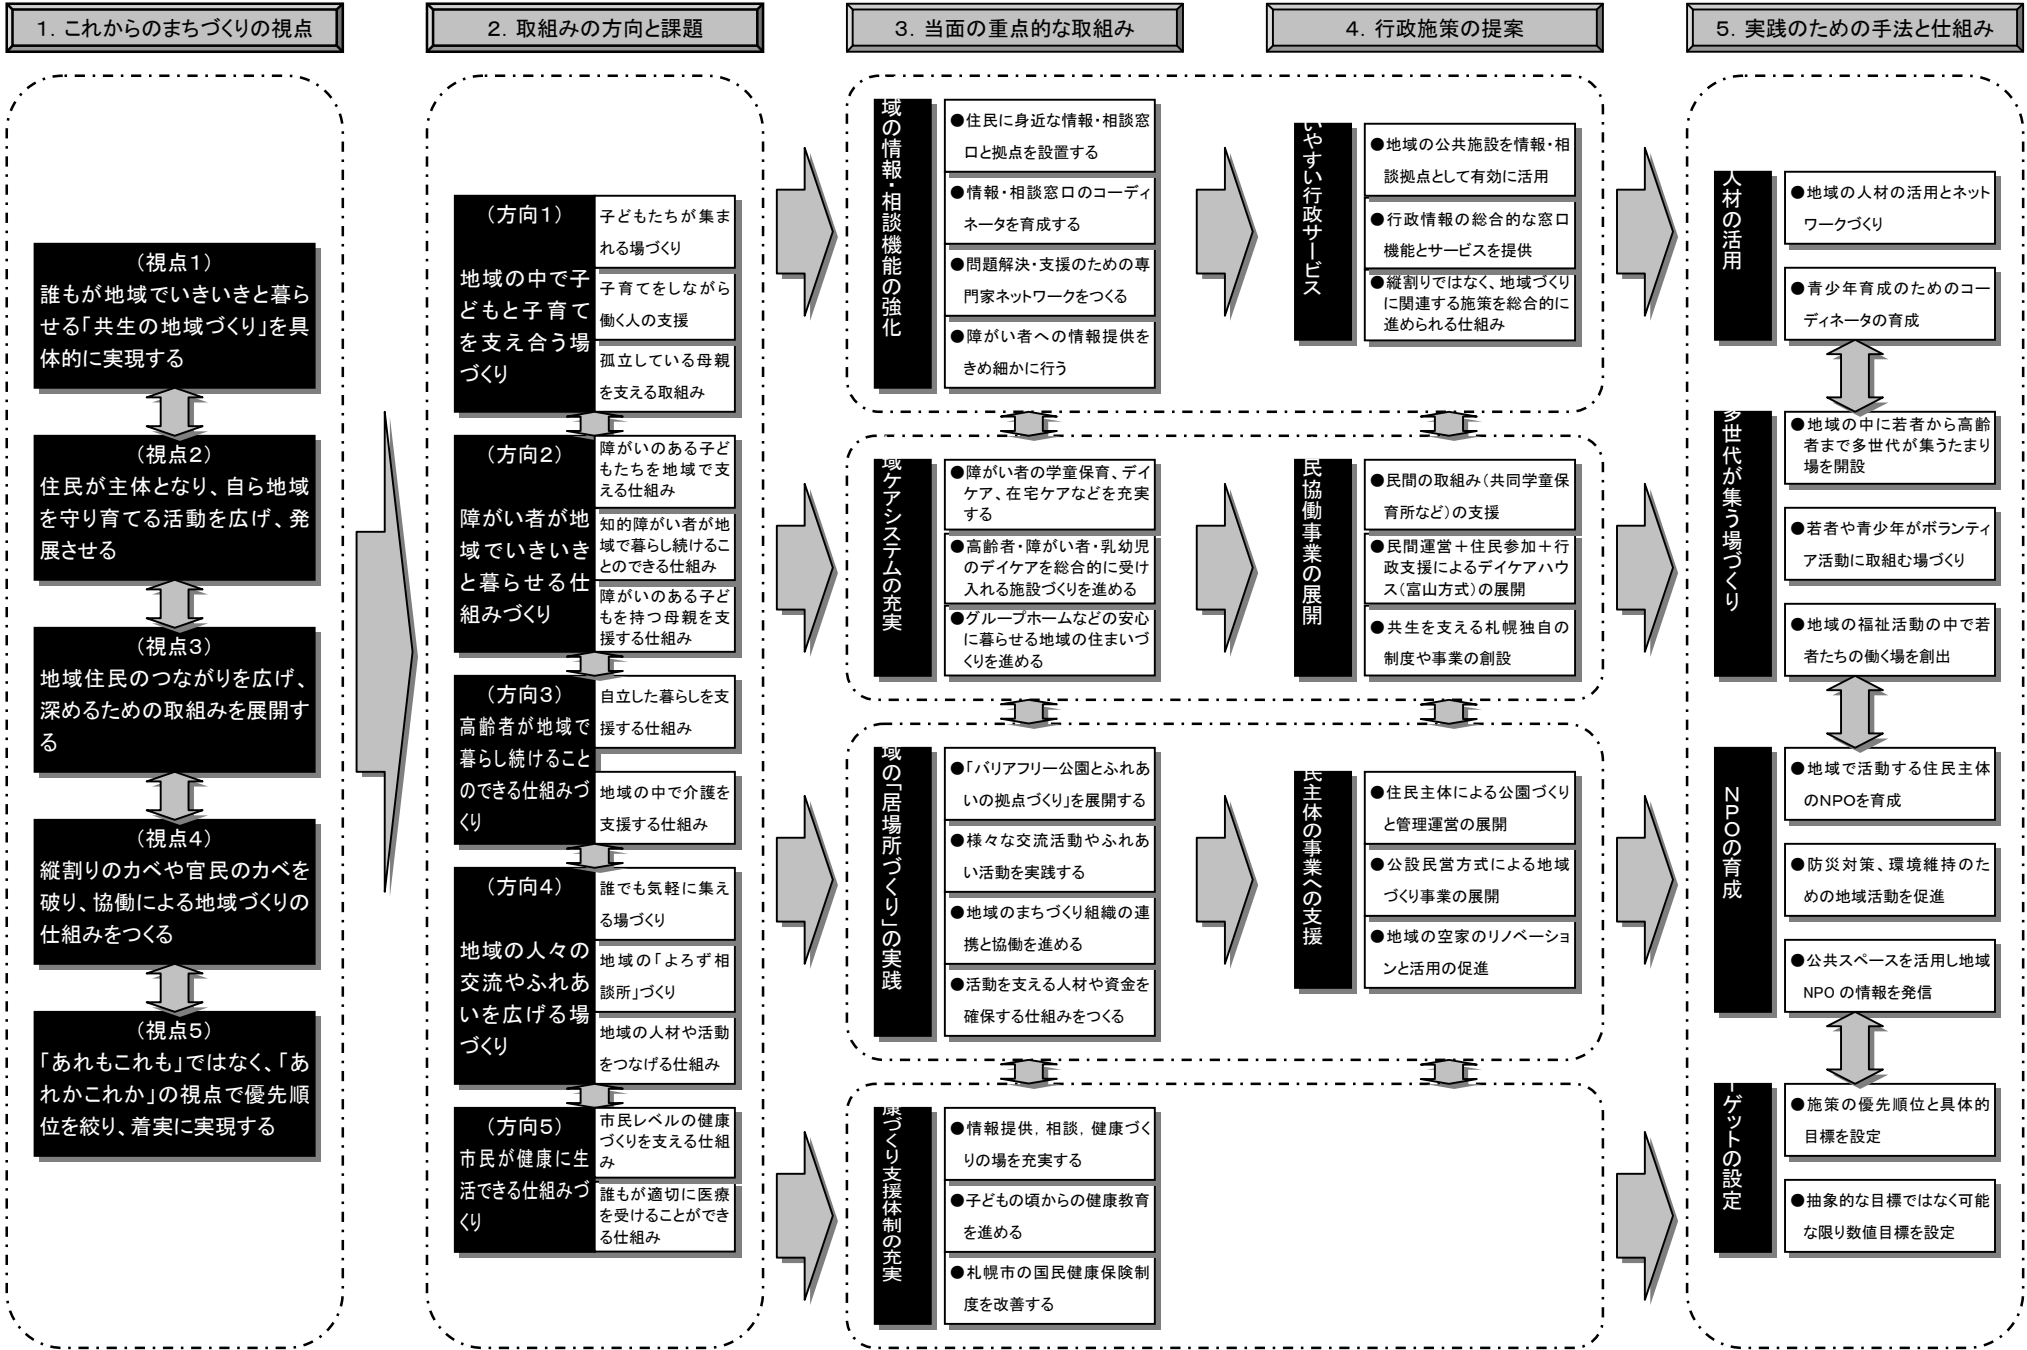 1．これからのまちづくりの視点
2．取組みの方向と課題
3．当面の重点的な取組み
4．行政施策の提案
5．実践のための手法と仕組み
（視点1）
誰もが地域でいきいきと暮ら
せる「共生の地域づくり」を具
体的に実現する
（視点2）
住民が主体となり、自ら地域
を守り育てる活動を広げ、発
展させる
（視点3）
地域住民のつながりを広げ、
深めるための取組みを展開す
る
（視点4）
縦割りのカベや官民のカベを
破り、協働による地域づくりの
仕組みをつくる
（視点5）
「あれもこれも」ではなく、「あ
れかこれか」の視点で優先順
位を絞り、着実に実現する
（方向1）
地域の中で子
どもと子育て
を支え合う場
づくり
子どもたちが集ま
れる場づくり
子育てをしながら
働く人の支援
孤立している母親
を支える取組み
（方向2）
障がい者が地
域でいきいき
と暮らせる仕
組みづくり
障がいのある子ど
もたちを地域で支
える仕組み
知的障がい者が地
域で暮らし続けるこ
とのできる仕組み
障がいのある子ど
もを持つ母親を支
援する仕組み
（方向3）
高齢者が地域で
暮らし続けること
のできる仕組みづ
くり
自立した暮らしを支
援する仕組み
地域の中で介護を
支援する仕組み
（方向4）
地域の人々の
交流やふれあ
いを広げる場
づくり
誰でも気軽に集え
る場づくり
地域の「よろず相
談所」づくり
地域の人材や活動
をつなげる仕組み
（方向5）
市民が健康に生
活できる仕組みづ
くり
市民レベルの健康
づくりを支える仕組
み
誰もが適切に医療
を受けることができ
る仕組み
域の情報・相談機能の強化
●住民に身近な情報・相談窓
口と拠点を設置する
●情報・相談窓口のコーディ
ネータを育成する
●問題解決・支援のための専
門家ネットワークをつくる
●障がい者への情報提供を
きめ細かに行う
いやすい行政サービス
●地域の公共施設を情報・相
談拠点として有効に活用
●行政情報の総合的な窓口
機能とサービスを提供
●縦割りではなく、地域づくり
に関連する施策を総合的に
進められる仕組み
域ケアシステムの充実
●障がい者の学童保育、デイ
ケア、在宅ケアなどを充実
する
●高齢者・障がい者・乳幼児
のデイケアを総合的に受け
入れる施設づくりを進める
●グループホームなどの安心
に暮らせる地域の住まいづ
くりを進める
民協働事業の展開
●民間の取組み（共同学童保
育所など）の支援
●民間運営＋住民参加＋行
政支援によるデイケアハウ
ス（富山方式）の展開
●共生を支える札幌独自の
制度や事業の創設
域の「居場所づくり」の実践
●「バリアフリー公園とふれあ
いの拠点づくり」を展開する
●様々な交流活動やふれあ
い活動を実践する
●地域のまちづくり組織の連
携と協働を進める
●活動を支える人材や資金を
確保する仕組みをつくる
民主体の事業への支援
●住民主体による公園づくり
と管理運営の展開
●公設民営方式による地域
づくり事業の展開
●地域の空家のリノベーショ
ンと活用の促進
康づくり支援体制の充実
●情報提供，相談，健康づく
りの場を充実する
●子どもの頃からの健康教育
を進める
●札幌市の国民健康保険制
度を改善する
人材の活用
●地域の人材の活用とネット
ワークづくり
●青少年育成のためのコー
ディネータの育成
多世代が集う場づくり
●地域の中に若者から高齢
者まで多世代が集うたまり
場を開設
●若者や青少年がボランティ
ア活動に取組む場づくり
●地域の福祉活動の中で若
者たちの働く場を創出
NPOの育成
●地域で活動する住民主体
のNPOを育成
●防災対策、環境維持のた
めの地域活動を促進
●公共スペースを活用し地域
NPO の情報を発信
ーゲットの設定
●施策の優先順位と具体的
目標を設定
●抽象的な目標ではなく可能
な限り数値目標を設定